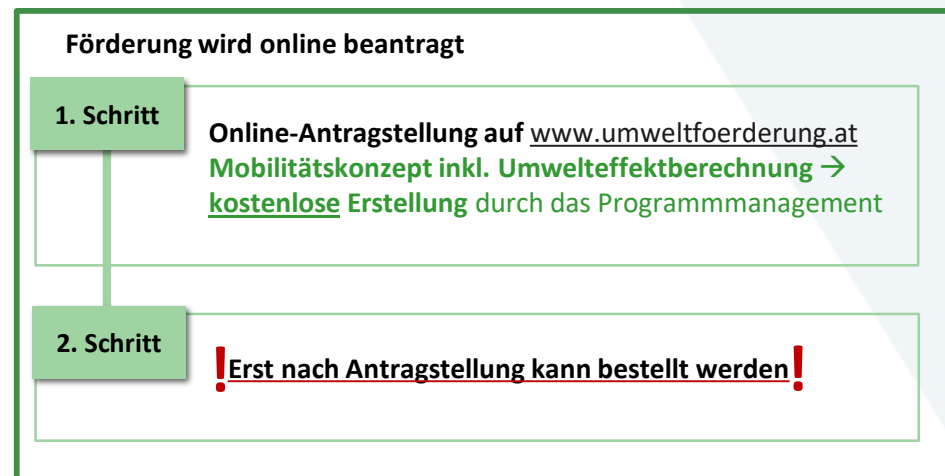 Förderung wird online beantragt
1. Schritt
Online-Antragstellung auf www.umweltfoerderung.at
Mobilitätskonzept inkl. Umwelteffektberechnung →
kostenlose Erstellung durch das Programmmanagement
2. Schritt
!Erst nach Antragstellung kann bestellt werden!